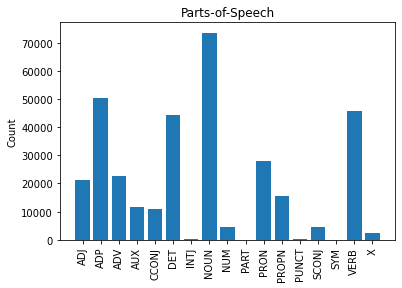 Parts-of-Speech
Count
70000
60000
50000
40000
30000
20000
10000
0
ADJ
ADP
ADV
AUX
CCONJ
DET
INTJ
NOUN
NUM
PART
PRON
PROPN
PUNCT
SCONJ
SYM
VERB
X